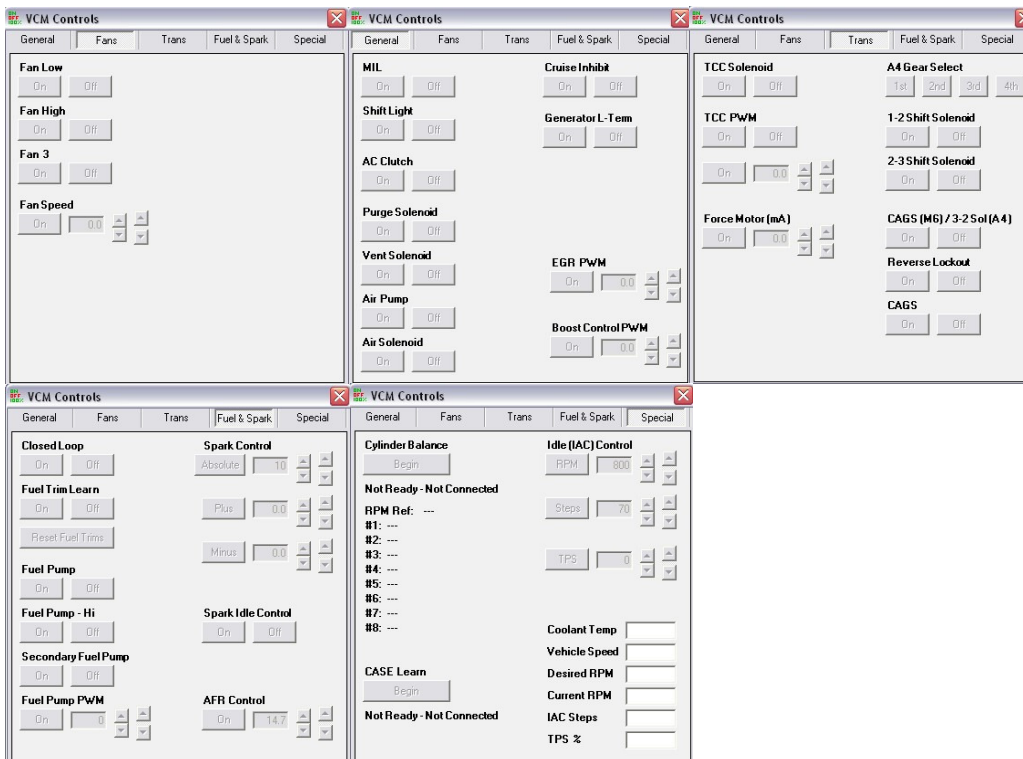 VCM Controls
General Fans Trans Fuel & Spark Special
Fan Low
On Off
Fan High
On Off
Fan 3
On Off
Fan Speed
On 0.0
VCM Controls
General Fans Trans Fuel & Spark Special
MIL
On Off
Shift Light
On Off
AC Clutch
On Off
Purge Solenoid
On Off
Vent Solenoid
On Off
Air Pump
On Off
Air Solenoid
On Off
Cruise Inhibit
On Off
Generator L-Term
On Off
EGR PWM
On 0.0
Boost Control PWM
On 0.0
VCM Controls
General Fans Trans Fuel & Spark Special
TCC Solenoid
On Off
TCC PWM
On Off
On 0.0
Force Motor (mA)
On 0.0
A4 Gear Select
1st 2nd 3rd 4th
1-2 Shift Solenoid
On Off
2-3 Shift Solenoid
On Off
CAGS (M6) / 3-2 Sol (A4)
On Off
Reverse Lockout
On Off
CAGS
On Off
VCM Controls
General Fans Trans Fuel & Spark Special
Closed Loop
On Off
Fuel Trim Learn
On Off
Reset Fuel Trims
Fuel Pump
On Off
Fuel Pump - Hi
On Off
Secondary Fuel Pump
On Off
Fuel Pump PWM
On 0
Spark Control
Absolute 10
Plus 0.0
Minus 0.0
Spark Idle Control
On Off
AFR Control
On 14.7
VCM Controls
General Fans Trans Fuel & Spark Special
Cylinder Balance
Begin
Not Ready - Not Connected
RPM Ref: ---
#1: ---
#2: ---
#3: ---
#4: ---
#5: ---
#6: ---
#7: ---
#8: ---
CASE Learn
Begin
Not Ready - Not Connected
Idle (IAC) Control
RPM 800
Steps 70
TPS 0
Coolant Temp
Vehicle Speed
Desired RPM
Current RPM
IAC Steps
TPS %